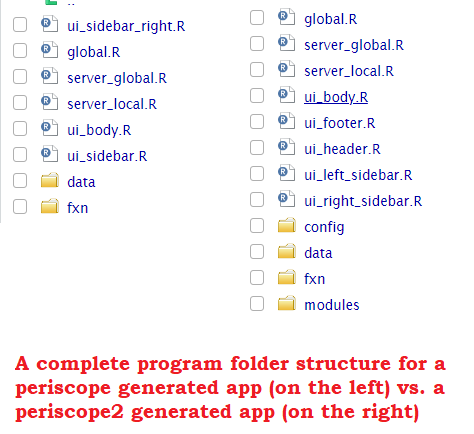 ..
ui_sidebar_right.R
global.R
server_global.R
server_local.R
ui_body.R
ui_sidebar.R
data
fxn
global.R
server_global.R
server_local.R
ui_body.R
ui_footer.R
ui_header.R
ui_left_sidebar.R
ui_right_sidebar.R
config
data
fxn
modules
A complete program folder structure for a
periscope generated app (on the left) vs. a
periscope2 generated app (on the right)